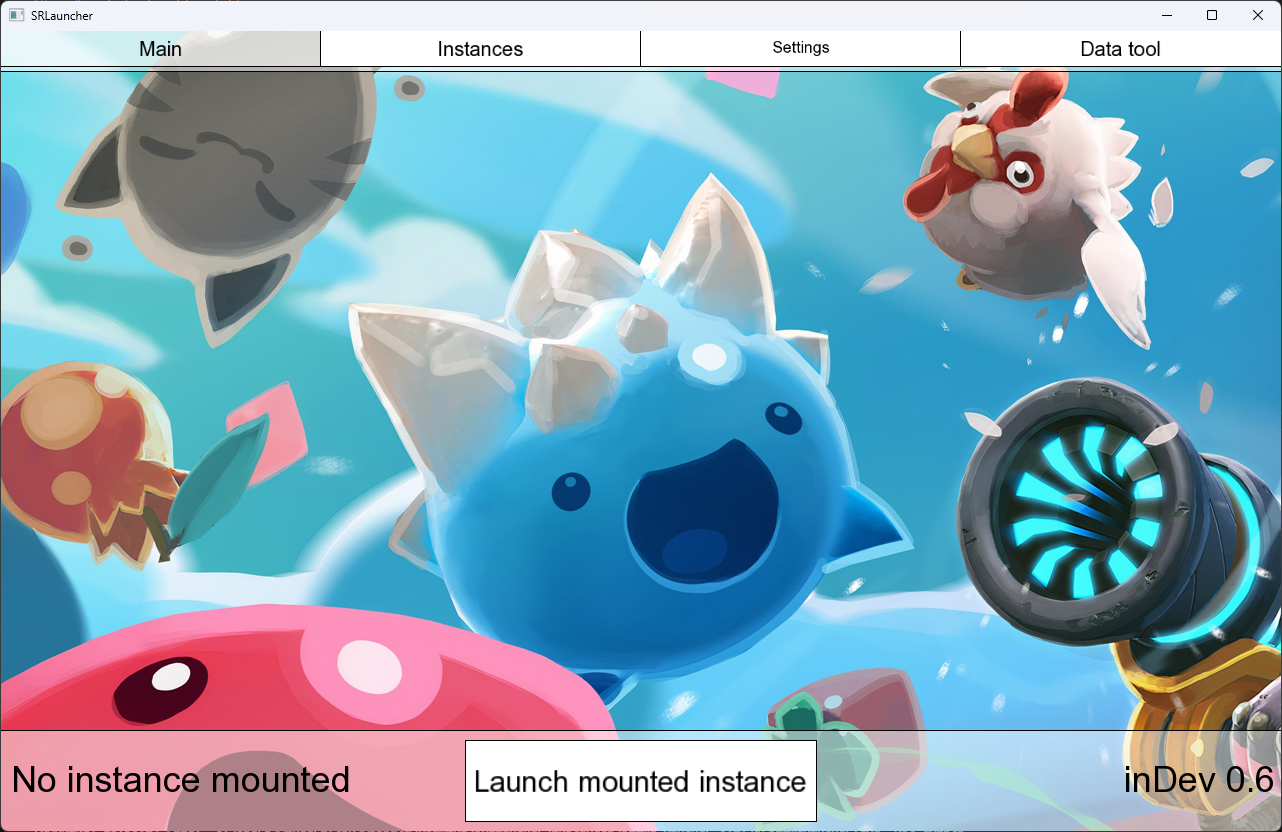 SRLauncher
Main
Instances
Settings
Data tool
No instance mounted
Launch mounted instance
inDev 0.6